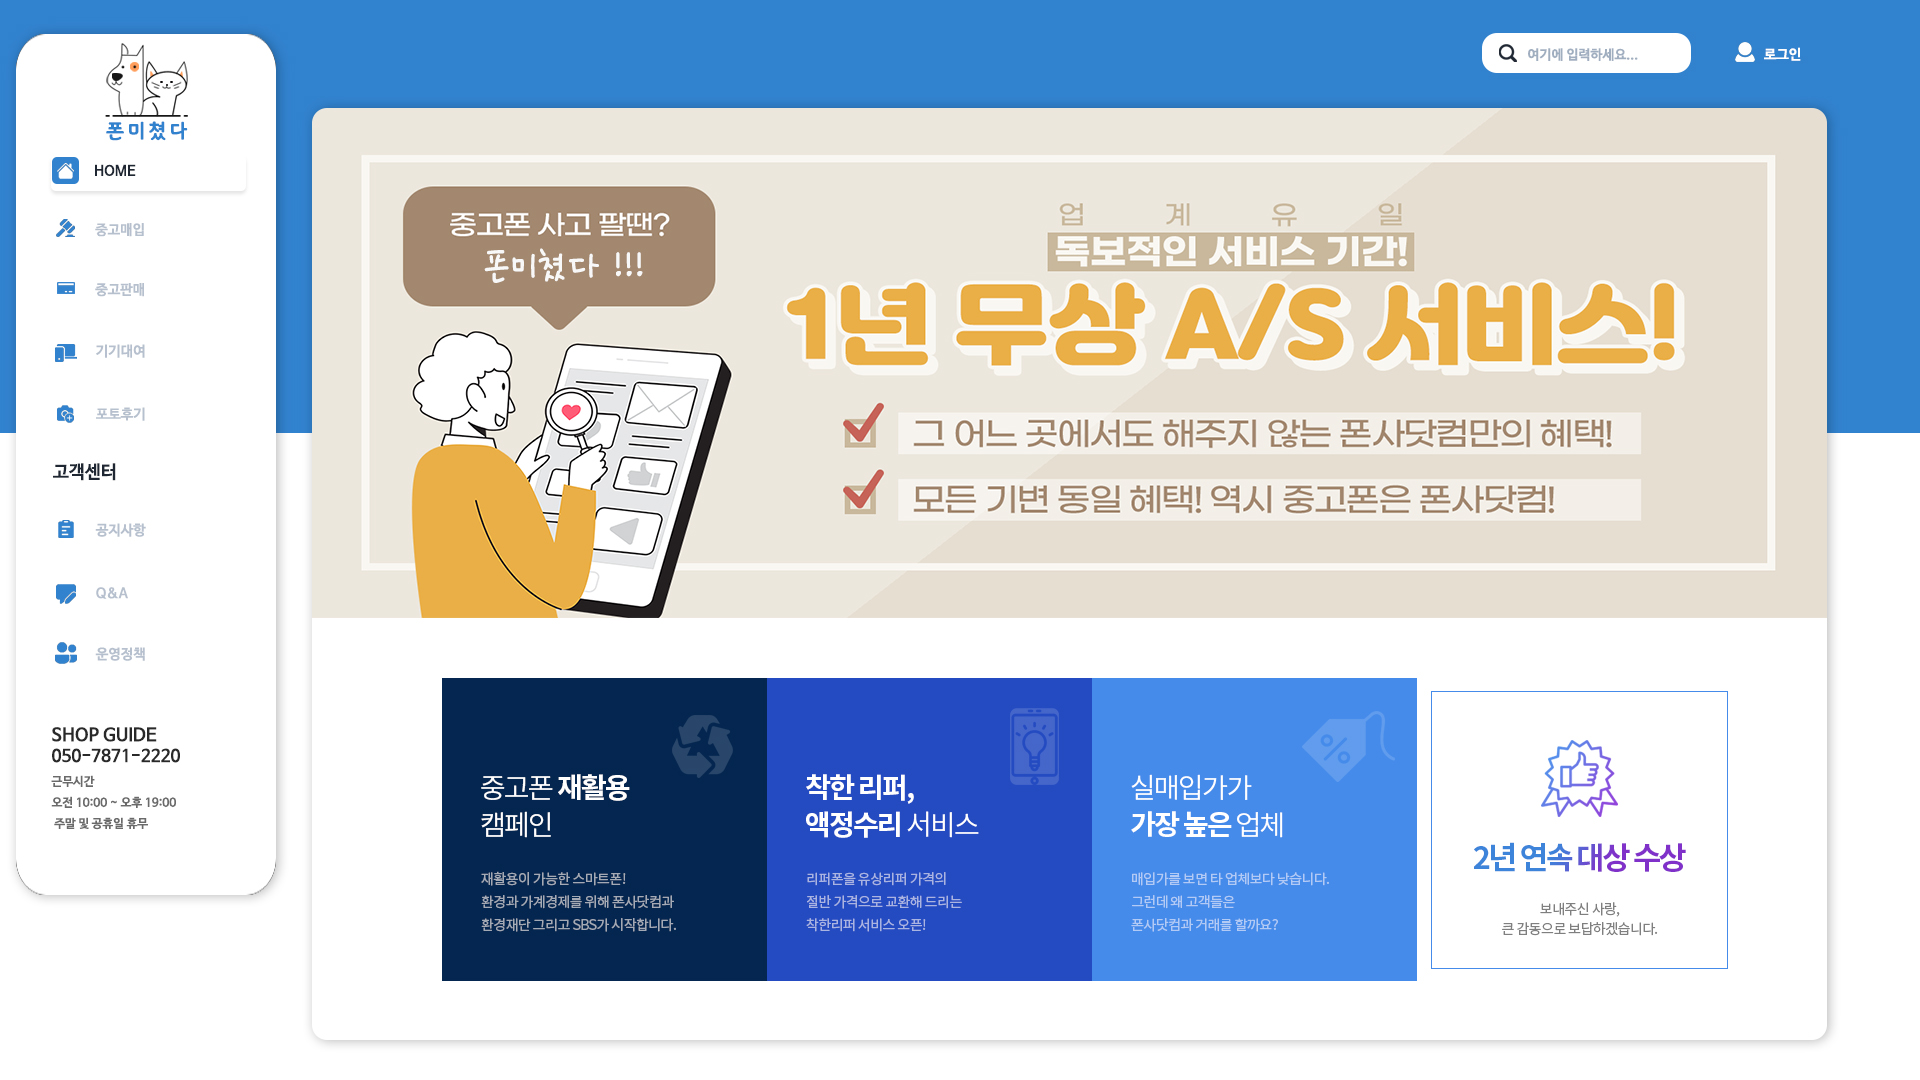 폰미쳤다
HOME
중고매입
중고판매
기기대여
포토후기
고객센터
공지사항
Q&A
운영정책
SHOP GUIDE
050-7871-2220
근무시간
오전 10:00 ~ 오후 19:00
주말 및 공휴일 휴무
여기에 입력하세요...
로그인
중고폰 사고 팔땐?
폰미쳤다 !!!
업 계 유 일
독보적인 서비스 기간!
1년 무상 A/S 서비스!
그 어느 곳에서도 해주지 않는 폰사닷컴만의 혜택!
모든 기변 동일 혜택! 역시 중고폰은 폰사닷컴!
중고폰 재활용
캠페인
재활용이 가능한 스마트폰!
환경과 가계경제를 위해 폰사닷컴과
환경재단 그리고 SBS가 시작합니다.
착한 리퍼,
액정수리 서비스
리퍼폰을 유상리퍼 가격의
절반 가격으로 교환해 드리는
착한리퍼 서비스 오픈!
실매입가가
가장 높은 업체
매입가를 보면 타 업체보다 낮습니다.
그런데 왜 고객들은
폰사닷컴과 거래를 할까요?
2년 연속 대상 수상
보내주신 사랑,
큰 감동으로 보답하겠습니다.